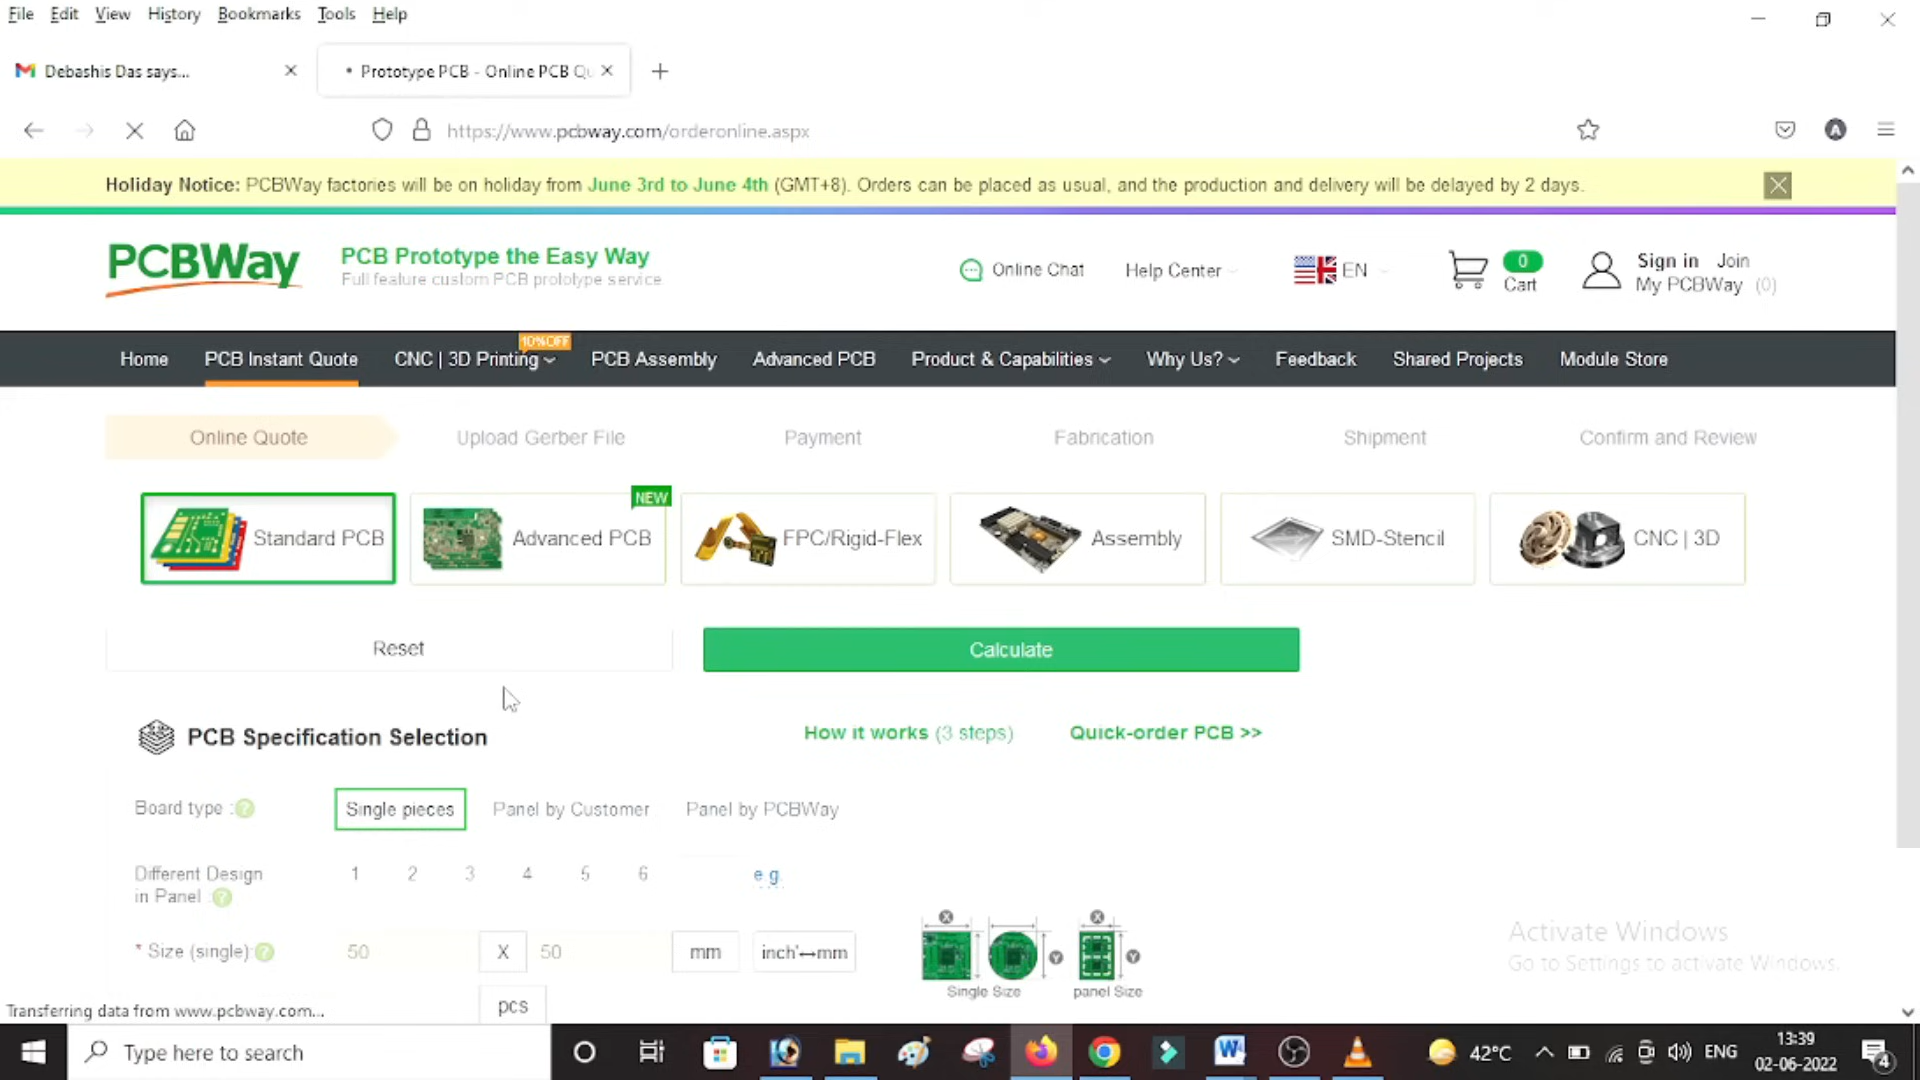 File Edit View History Bookmarks Tools Help
Debashis Das says...
Prototype PCB - Online PCB Qu
https://www.pcbway.com/orderonline.aspx
Holiday Notice: PCBWay factories will be on holiday from June 3rd to June 4th (GMT+8). Orders can be placed as usual, and the production and delivery will be delayed by 2 days.
PCBWay
PCB Prototype the Easy Way
Full feature custom PCB prototype service
Online Chat
Help Center
EN
0
Cart
Sign in Join
My PCBWay (0)
10%OFF
Home PCB Instant Quote CNC | 3D Printing PCB Assembly Advanced PCB Product & Capabilities Why Us? Feedback Shared Projects Module Store
Online Quote Upload Gerber File Payment Fabrication Shipment Confirm and Review
NEW
Standard PCB Advanced PCB FPC/Rigid-Flex Assembly SMD-Stencil CNC | 3D
Reset Calculate
PCB Specification Selection
How it works (3 steps) Quick-order PCB >>
Board type : ? Single pieces Panel by Customer Panel by PCBWay
Different Design
in Panel : ?
1 2 3 4 5 6 e.g.
* Size (single) ? 50 X 50 mm inch↔mm
X X
Y Y
Single Size panel Size
pcs
Activate Windows
Go to Settings to activate Windows.
Transferring data from www.pcbway.com...
Type here to search
42°C
ENG
13:39
02-06-2022
4